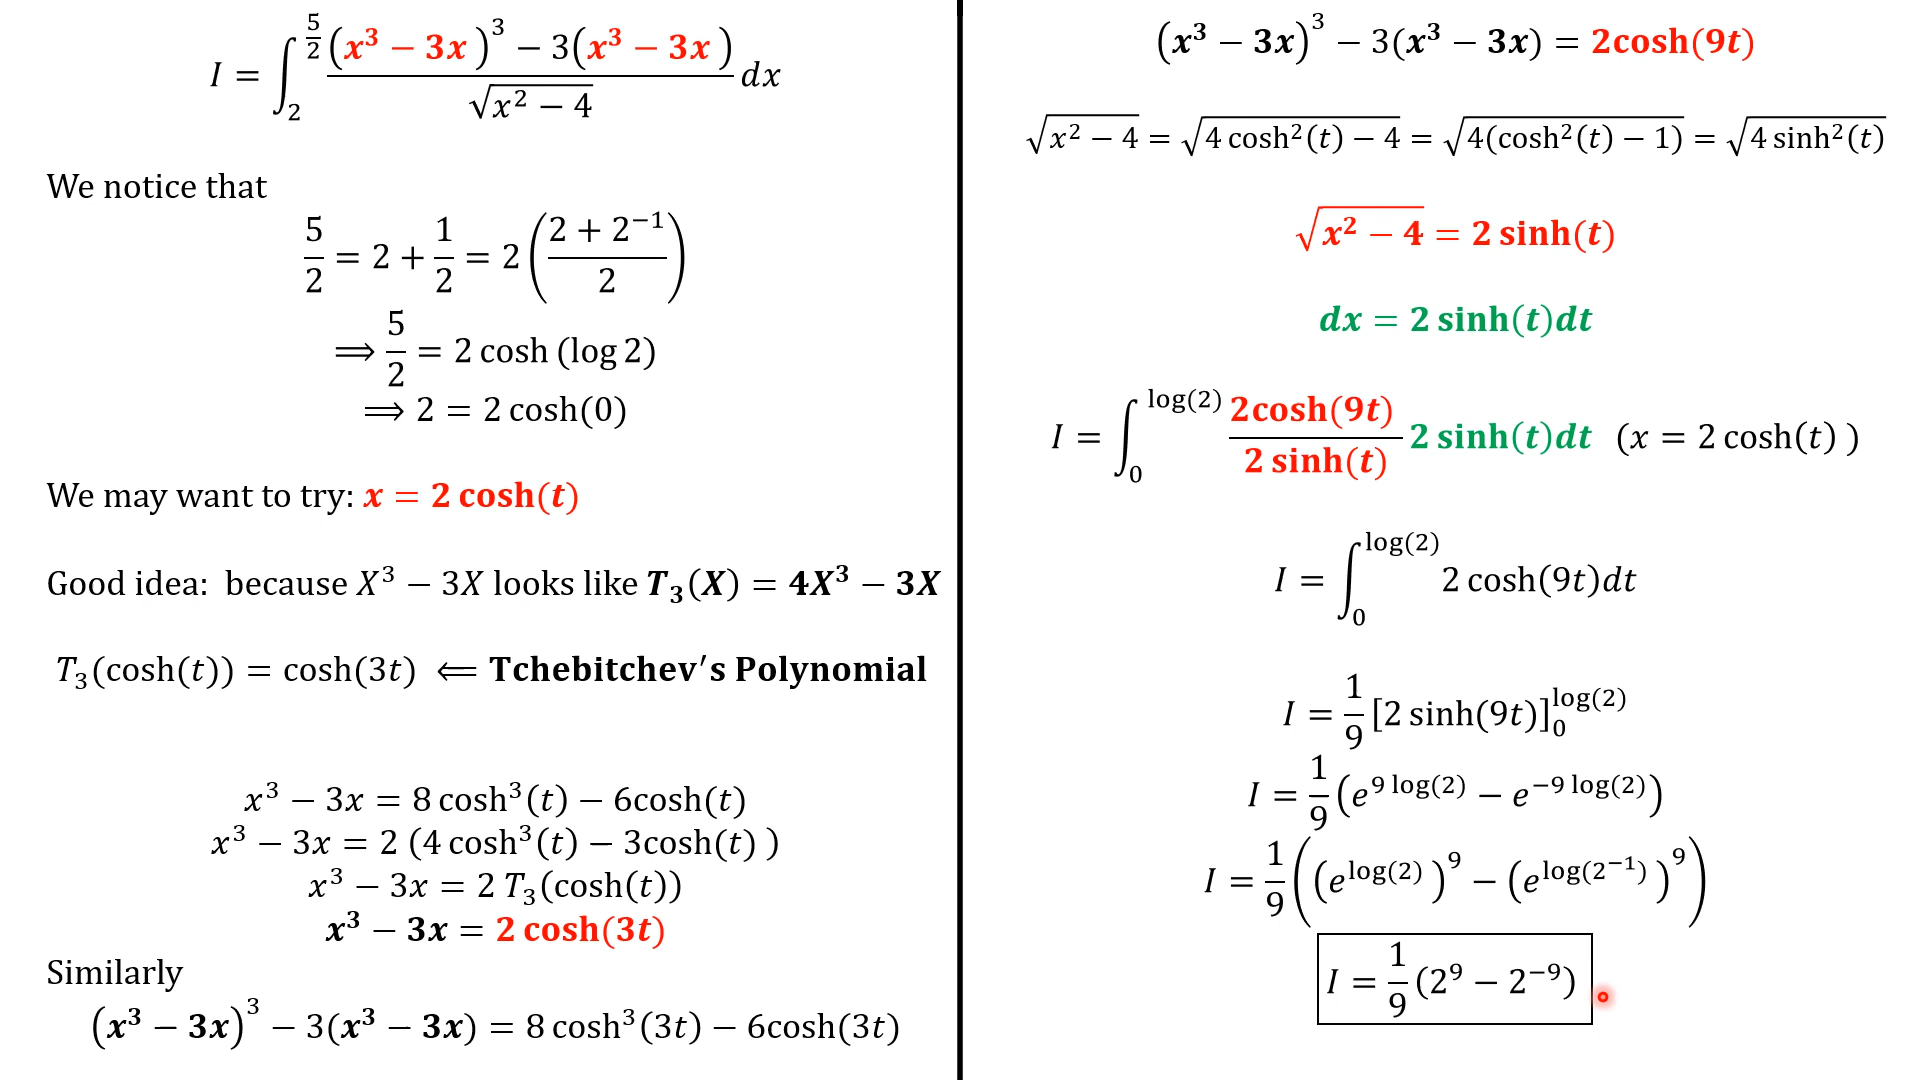 I = ∫₂^(5/2) ((x³ − 3x)³ − 3(x³ − 3x)) / √(x² − 4) dx
We notice that
5/2 = 2 + 1/2 = 2((2 + 2⁻¹)/2)
⟹ 5/2 = 2 cosh (log 2)
⟹ 2 = 2 cosh(0)
We may want to try: x = 2 cosh(t)
Good idea: because X³ − 3X looks like T₃(X) = 4X³ − 3X
T₃(cosh(t)) = cosh(3t) ⟸ Tchebitchev′s Polynomial
x³ − 3x = 8 cosh³(t) − 6cosh(t)
x³ − 3x = 2 (4 cosh³(t) − 3cosh(t) )
x³ − 3x = 2 T₃(cosh(t))
x³ − 3x = 2 cosh(3t)
Similarly
(x³ − 3x)³ − 3(x³ − 3x) = 8 cosh³(3t) − 6cosh(3t)
(x³ − 3x)³ − 3(x³ − 3x) = 2cosh(9t)
√(x² − 4) = √(4 cosh²(t) − 4) = √(4(cosh²(t) − 1)) = √(4 sinh²(t))
√(x² − 4) = 2 sinh(t)
dx = 2 sinh(t)dt
I = ∫₀^(log(2)) (2cosh(9t))/(2 sinh(t)) 2 sinh(t)dt (x = 2 cosh(t) )
I = ∫₀^(log(2)) 2 cosh(9t)dt
I = 1/9 [2 sinh(9t)]₀^(log(2))
I = 1/9 (e^(9 log(2)) − e^(−9 log(2)))
I = 1/9 ((e^(log(2)))⁹ − (e^(log(2⁻¹)))⁹)
I = 1/9 (2⁹ − 2⁻⁹)